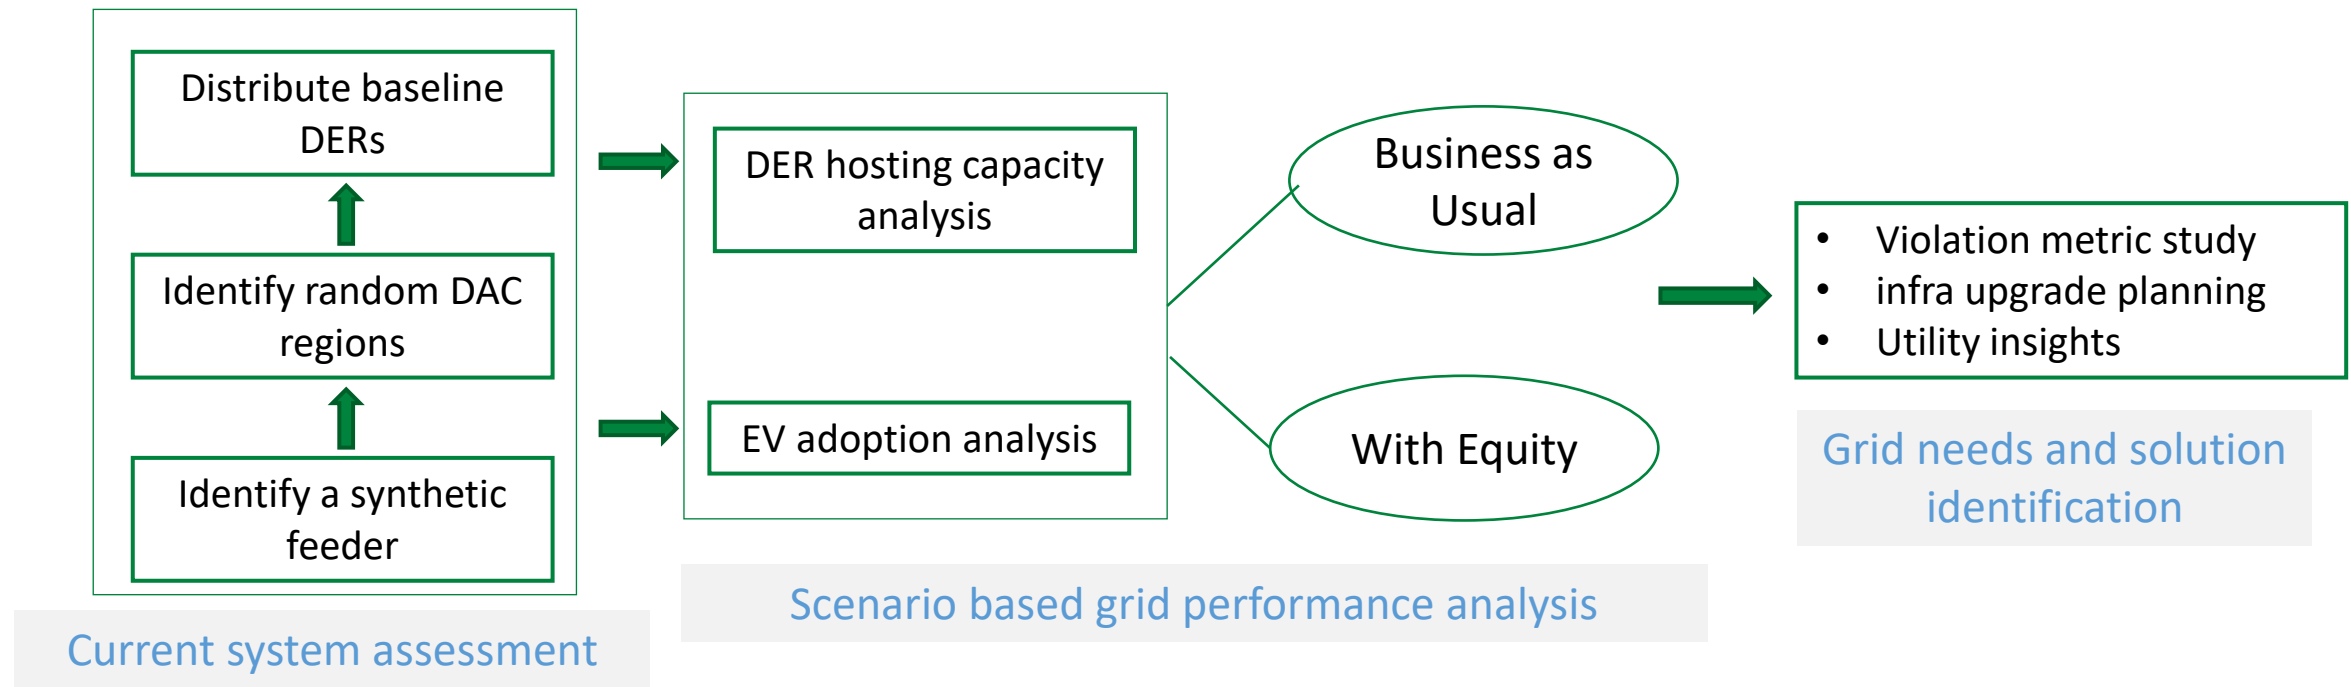 Distribute baseline
DERs
Identify random DAC
regions
Identify a synthetic
feeder
Current system assessment
DER hosting capacity
analysis
EV adoption analysis
Business as
Usual
With Equity
Scenario based grid performance analysis
• Violation metric study
• infra upgrade planning
• Utility insights
Grid needs and solution
identification